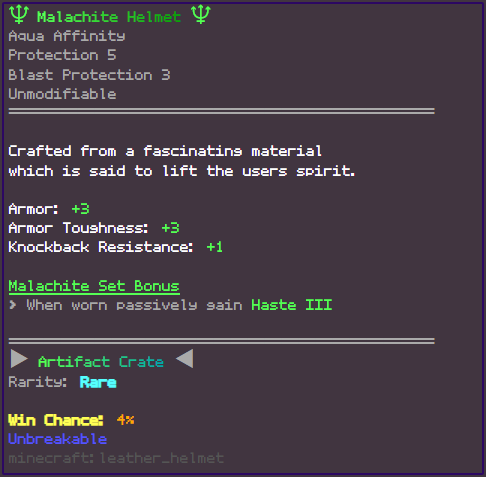 Malachite Helmet
Aqua Affinity
Protection 5
Blast Protection 3
Unmodifiable
Crafted from a fascinating material
which is said to lift the users spirit.
Armor: +3
Armor Toughness: +3
Knockback Resistance: +1
Malachite Set Bonus
> When worn passively gain Haste III
▶ Artifact Crate ◀
Rarity: Rare
Win Chance: 4%
Unbreakable
minecraft:leather_helmet